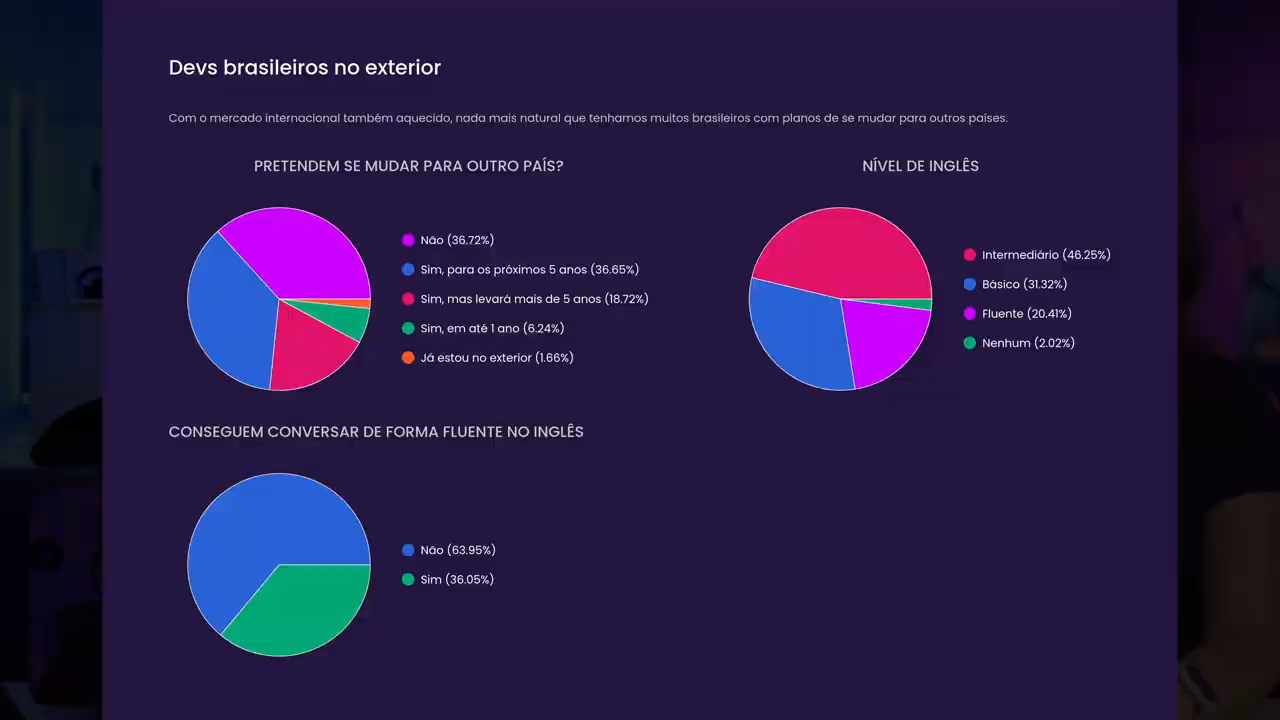 Devs brasileiros no exterior
Com o mercado internacional também aquecido, nada mais natural que tenhamos muitos brasileiros com planos de se mudar para outros países.
PRETENDEM SE MUDAR PARA OUTRO PAÍS?
Não (36.72%)
Sim, para os próximos 5 anos (36.65%)
Sim, mas levará mais de 5 anos (18.72%)
Sim, em até 1 ano (6.24%)
Já estou no exterior (1.66%)
NÍVEL DE INGLÊS
Intermediário (46.25%)
Básico (31.32%)
Fluente (20.41%)
Nenhum (2.02%)
CONSEGUEM CONVERSAR DE FORMA FLUENTE NO INGLÊS
Não (63.95%)
Sim (36.05%)